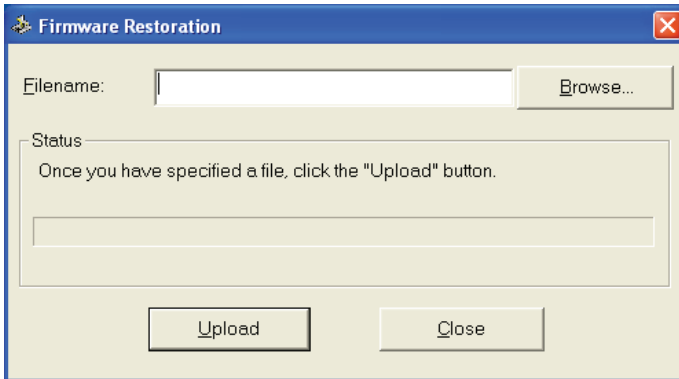 Firmware Restoration
Filename:
Browse...
Status
Once you have specified a file, click the "Upload" button.
Upload
Close